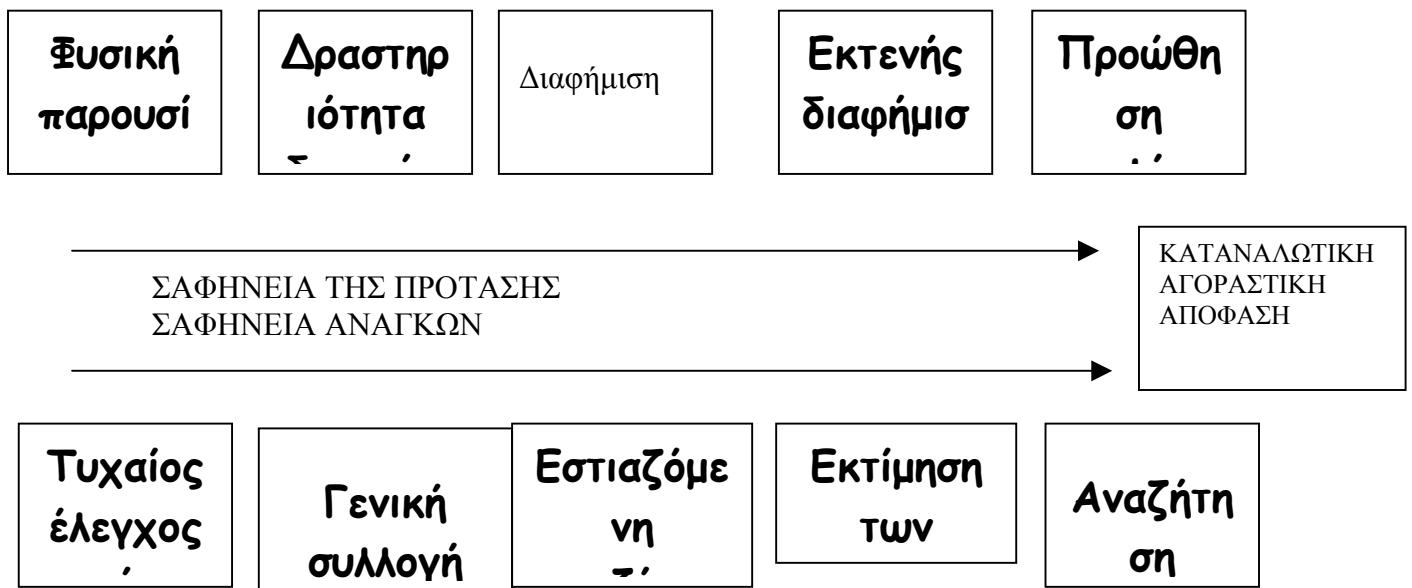 Φυσική
παρουσί
Δραστηρ
ιότητα
Διαφήμιση
Εκτενής
διαφήμισ
Προώθη
ση
ΣΑΦΗΝΕΙΑ ΤΗΣ ΠΡΟΤΑΣΗΣ
ΣΑΦΗΝΕΙΑ ΑΝΑΓΚΩΝ
ΚΑΤΑΝΑΛΩΤΙΚΗ
ΑΓΟΡΑΣΤΙΚΗ
ΑΠΟΦΑΣΗ
Τυχαίος
έλεγχος
Γενική
συλλογή
Εστιαζόμε
νη
Εκτίμηση
των
Αναζήτη
ση